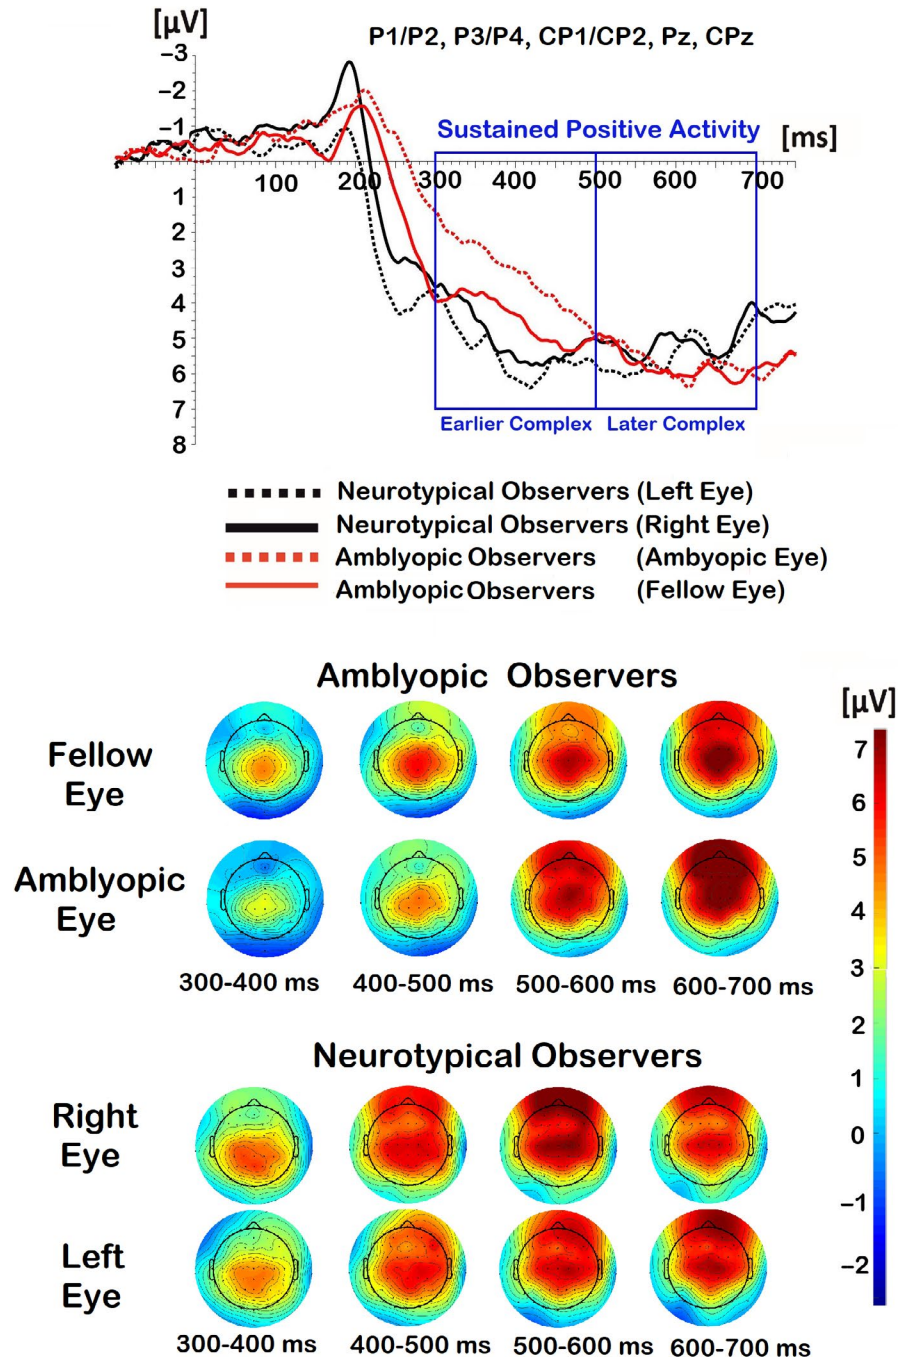 [µV]
P1/P2, P3/P4, CP1/CP2, Pz, CPz
−3
−2
−1
Sustained Positive Activity [ms]
100 200 300 400 500 600 700
1
2
3
4
5
6
7
8
Earlier Complex Later Complex
Neurotypical Observers (Left Eye)
Neurotypical Observers (Right Eye)
Amblyopic Observers (Ambyopic Eye)
Amblyopic Observers (Fellow Eye)
Amblyopic Observers
[µV]
Fellow
Eye
Amblyopic
Eye
300-400 ms 400-500 ms 500-600 ms 600-700 ms
7
6
5
4
3
2
1
0
−1
−2
Neurotypical Observers
Right
Eye
Left
Eye
300-400 ms 400-500 ms 500-600 ms 600-700 ms